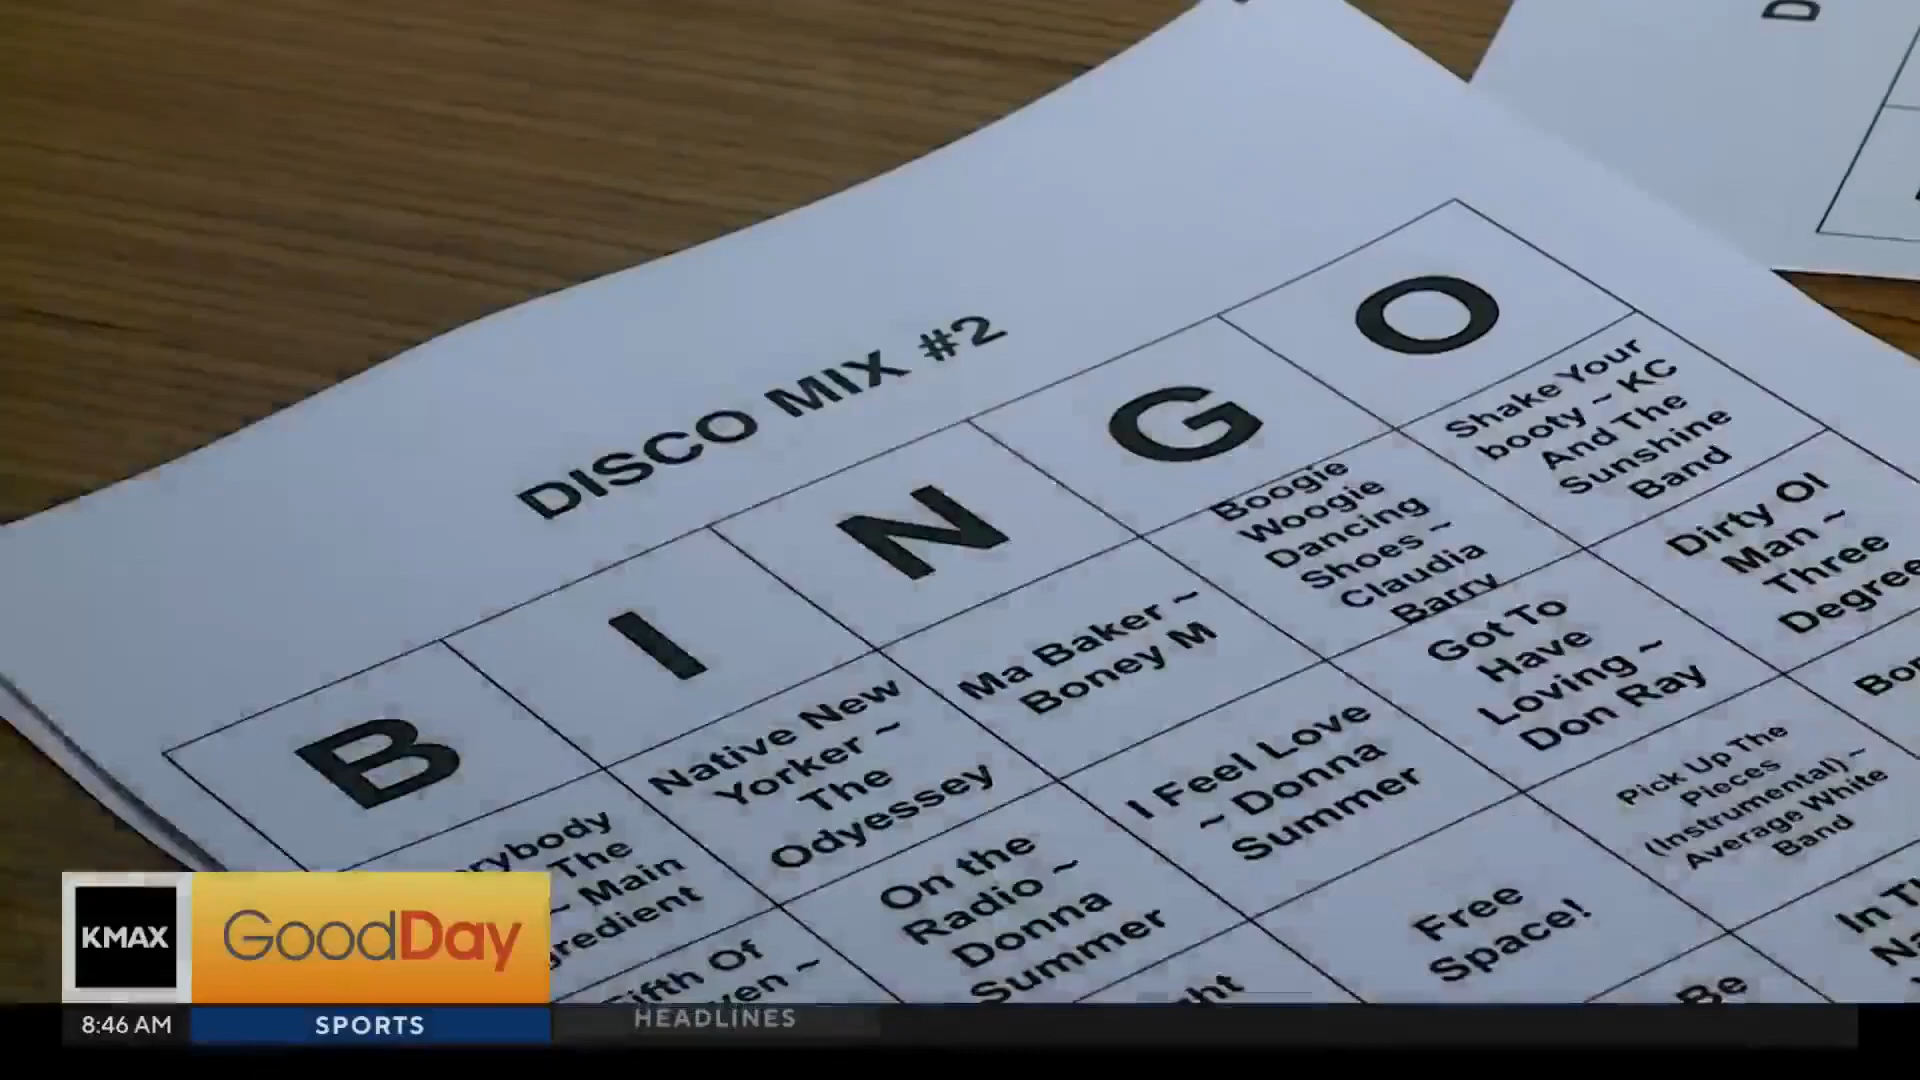 D
DISCO MIX #2
B I N G O
Native New
Yorker ~
The
Odyessey
Ma Baker ~
Boney M
Boogie
Woogie
Dancing
Shoes ~
Claudia
Barry
Shake Your
booty ~ KC
And The
Sunshine
Band
The
~ Main
On the
Radio ~
Donna
Summer
I Feel Love
~ Donna
Summer
Got To
Have
Loving ~
Don Ray
Dirty Ol
Man ~
Three
Fifth Of
~
Free
Space!
Pick Up The
Pieces
(Instrumental) ~
Average White
Band
In
Be
KMAX
GoodDay
8:46 AM
SPORTS
HEADLINES